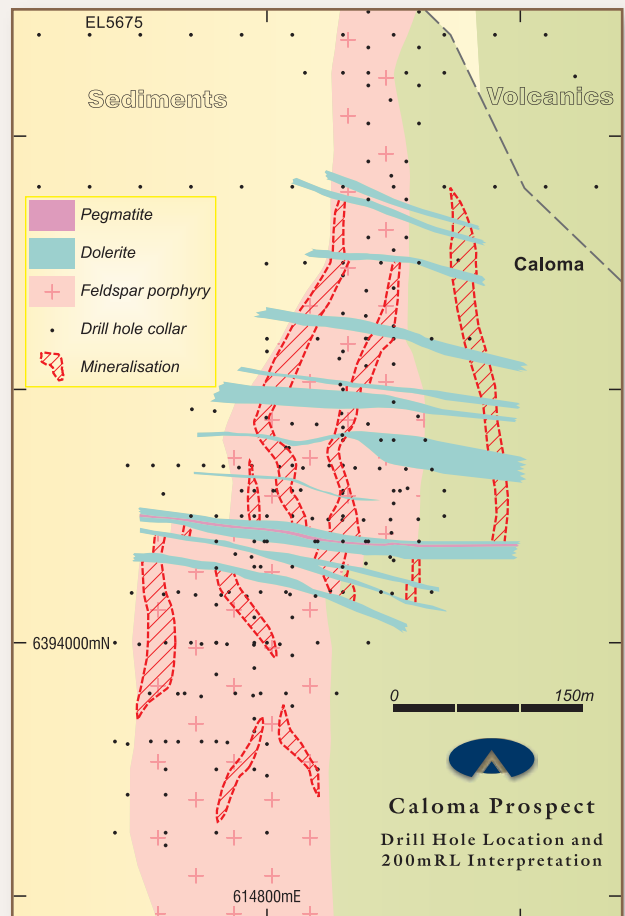 EL5675
Sediments
Volcanics
Pegmatite
Dolerite
Feldspar porphyry
Drill hole collar
Mineralisation
Caloma
6394000mN
0 150m
Caloma Prospect
Drill Hole Location and
200mRL Interpretation
614800mE